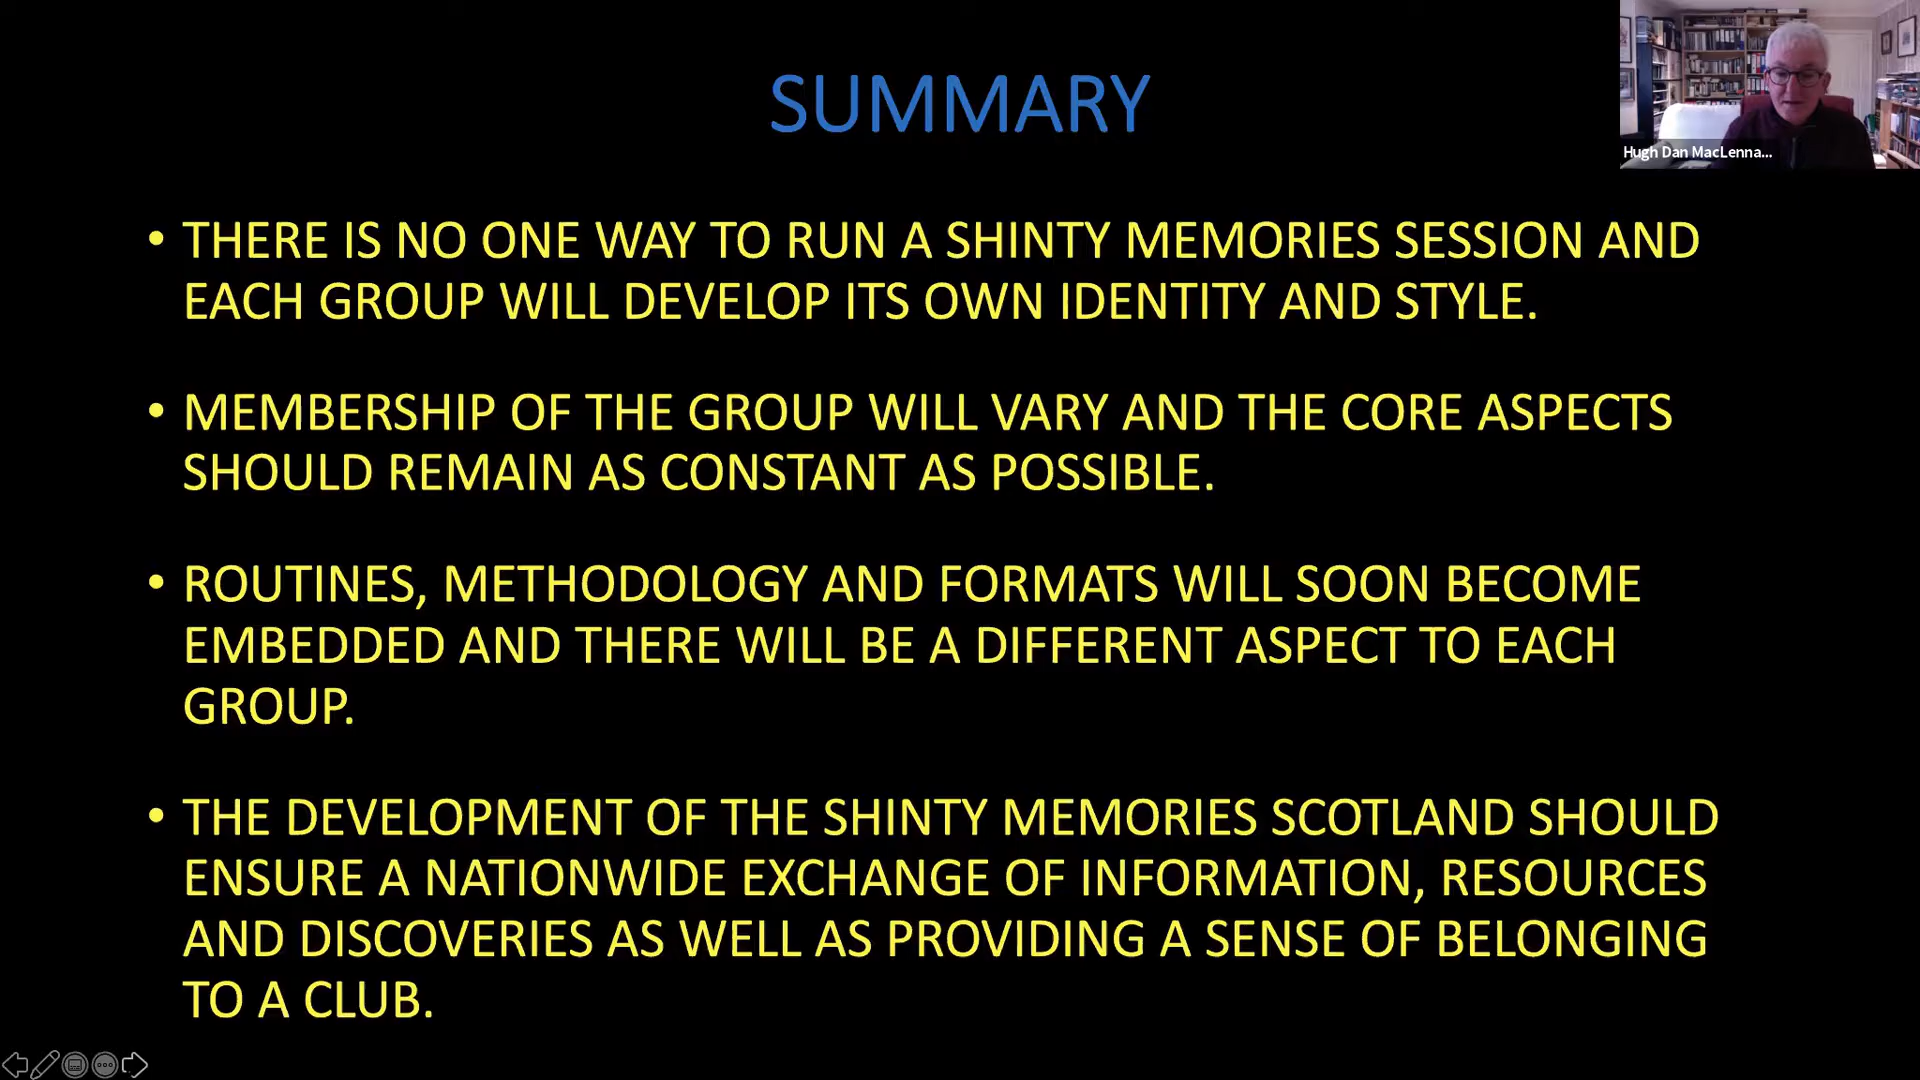 SUMMARY
Hugh Dan MacLenna...
• THERE IS NO ONE WAY TO RUN A SHINTY MEMORIES SESSION AND
EACH GROUP WILL DEVELOP ITS OWN IDENTITY AND STYLE.
• MEMBERSHIP OF THE GROUP WILL VARY AND THE CORE ASPECTS
SHOULD REMAIN AS CONSTANT AS POSSIBLE.
• ROUTINES, METHODOLOGY AND FORMATS WILL SOON BECOME
EMBEDDED AND THERE WILL BE A DIFFERENT ASPECT TO EACH
GROUP.
• THE DEVELOPMENT OF THE SHINTY MEMORIES SCOTLAND SHOULD
ENSURE A NATIONWIDE EXCHANGE OF INFORMATION, RESOURCES
AND DISCOVERIES AS WELL AS PROVIDING A SENSE OF BELONGING
TO A CLUB.